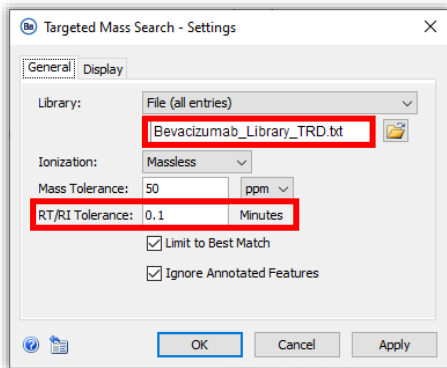 Be Targeted Mass Search - Settings
General Display
Library: File (all entries)
Bevacizumab_Library_TRD.txt
Ionization: Massless
Mass Tolerance: 50 ppm
RT/RI Tolerance: 0.1 Minutes
Limit to Best Match
Ignore Annotated Features
OK Cancel Apply